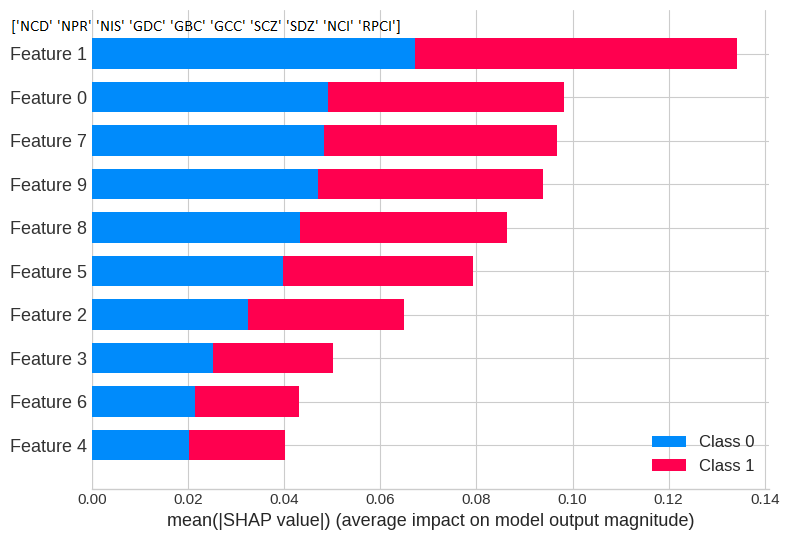 ['NCD' 'NPR' 'NIS' 'GDC' 'GBC' 'GCC' 'SCZ' 'SDZ' 'NCI' 'RPCI']
Feature 1
Feature 0
Feature 7
Feature 9
Feature 8
Feature 5
Feature 2
Feature 3
Feature 6
Feature 4
Class 0
Class 1
0.00 0.02 0.04 0.06 0.08 0.10 0.12 0.14
mean(|SHAP value|) (average impact on model output magnitude)